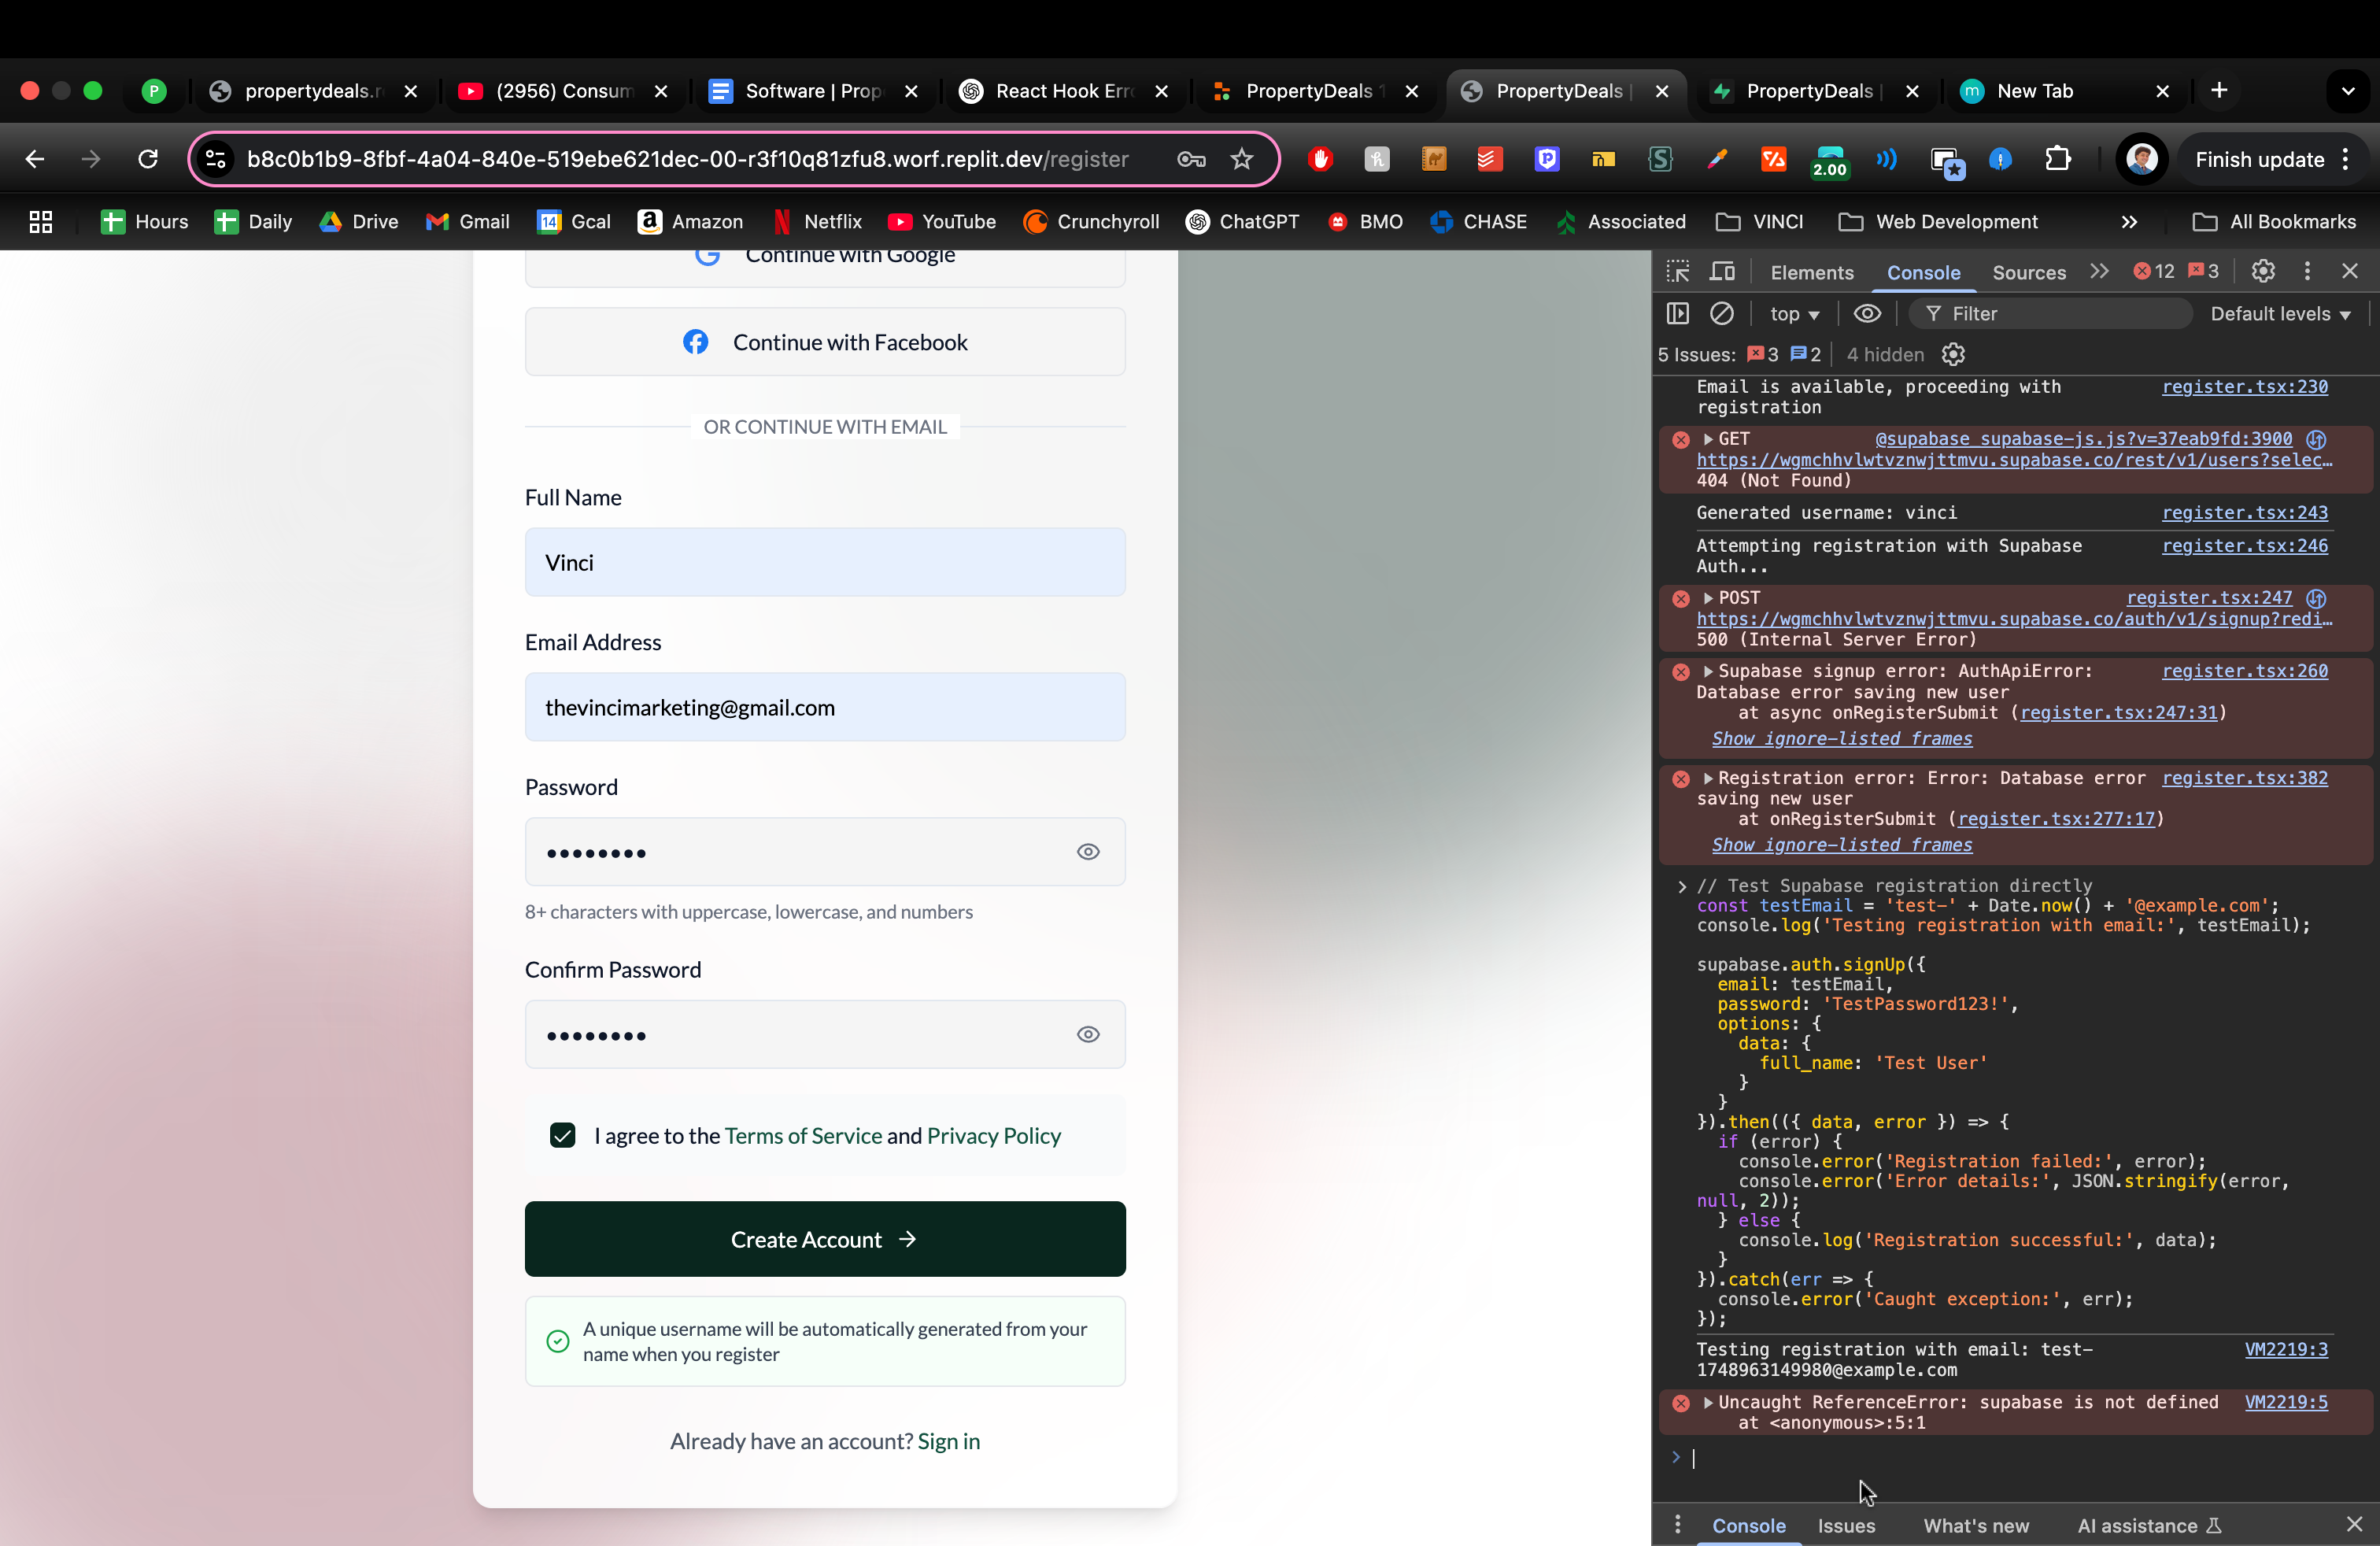 P
propertydeals.r
(2956) Consum
Software | Prop
React Hook Erro
PropertyDeals 1
PropertyDeals |
PropertyDeals |
m
New Tab
b8c0b1b9-8fbf-4a04-840e-519ebe621dec-00-r3f10q81zfu8.worf.replit.dev/register
2.00
Finish update
Hours
Daily
Drive
Gmail
14
Gcal
Amazon
Netflix
YouTube
Crunchyroll
ChatGPT
BMO
CHASE
Associated
VINCI
Web Development
All Bookmarks
Continue with Google
Continue with Facebook
OR CONTINUE WITH EMAIL
Full Name
Vinci
Email Address
thevincimarketing@gmail.com
Password
••••••••
8+ characters with uppercase, lowercase, and numbers
Confirm Password
••••••••
I agree to the Terms of Service and Privacy Policy
Create Account →
A unique username will be automatically generated from your
name when you register
Already have an account? Sign in
Elements
Console
Sources
12
3
top
Filter
Default levels
5 Issues: 3 2
4 hidden
Email is available, proceeding with register.tsx:230
registration
GET @supabase_supabase-js.js?v=37eab9fd:3900
https://wgmchhvlwtvznwjttmvu.supabase.co/rest/v1/users?selec…
404 (Not Found)
Generated username: vinci register.tsx:243
Attempting registration with Supabase register.tsx:246
Auth...
POST register.tsx:247
https://wgmchhvlwtvznwjttmvu.supabase.co/auth/v1/signup?redi…
500 (Internal Server Error)
Supabase signup error: AuthApiError: register.tsx:260
Database error saving new user
at async onRegisterSubmit (register.tsx:247:31)
Show ignore-listed frames
Registration error: Error: Database error register.tsx:382
saving new user
at onRegisterSubmit (register.tsx:277:17)
Show ignore-listed frames
// Test Supabase registration directly
const testEmail = 'test-' + Date.now() + '@example.com';
console.log('Testing registration with email:', testEmail);
supabase.auth.signUp({
email: testEmail,
password: 'TestPassword123!',
options: {
data: {
full_name: 'Test User'
}
}
}).then(({ data, error }) => {
if (error) {
console.error('Registration failed:', error);
console.error('Error details:', JSON.stringify(error,
null, 2));
} else {
console.log('Registration successful:', data);
}
}).catch(err => {
console.error('Caught exception:', err);
});
Testing registration with email: test- VM2219:3
1748963149980@example.com
Uncaught ReferenceError: supabase is not defined VM2219:5
at <anonymous>:5:1
Console
Issues
What's new
AI assistance